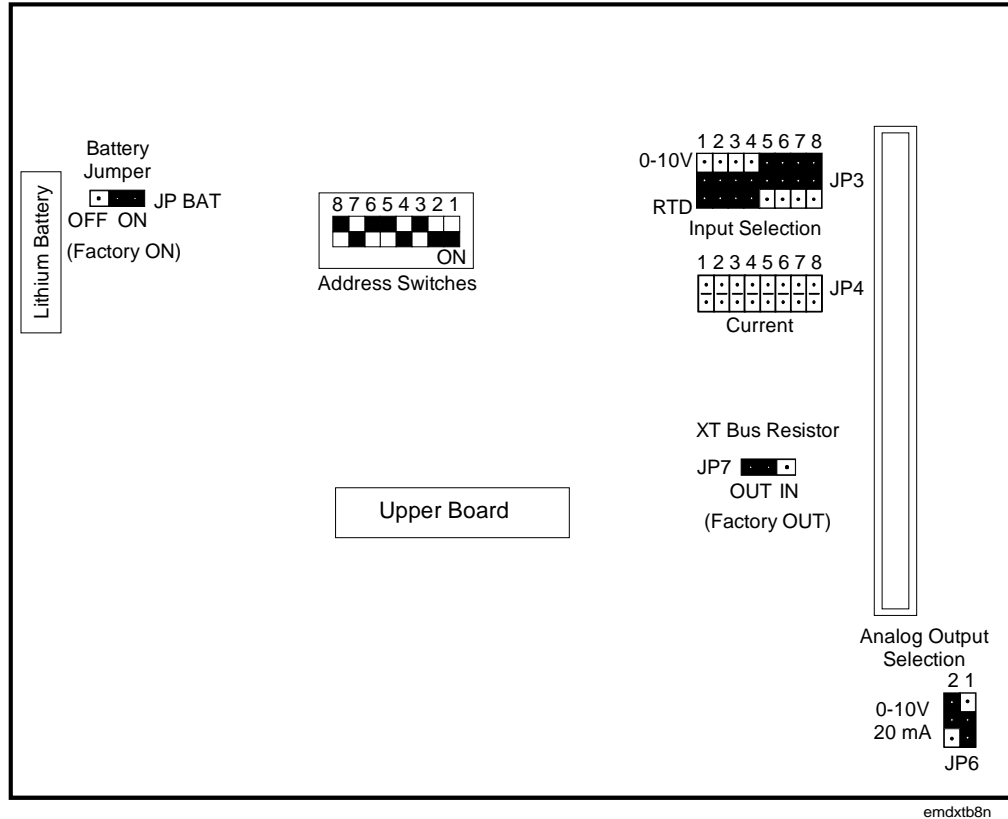 Battery
Jumper
JP BAT
OFF ON
(Factory ON)
Lithium Battery
8 7 6 5 4 3 2 1
ON
Address Switches
1 2 3 4 5 6 7 8
0-10V
JP3
RTD
Input Selection
1 2 3 4 5 6 7 8
JP4
Current
XT Bus Resistor
JP7
OUT IN
(Factory OUT)
Upper Board
Analog Output
Selection
2 1
0-10V
20 mA
JP6
emdxtb8n